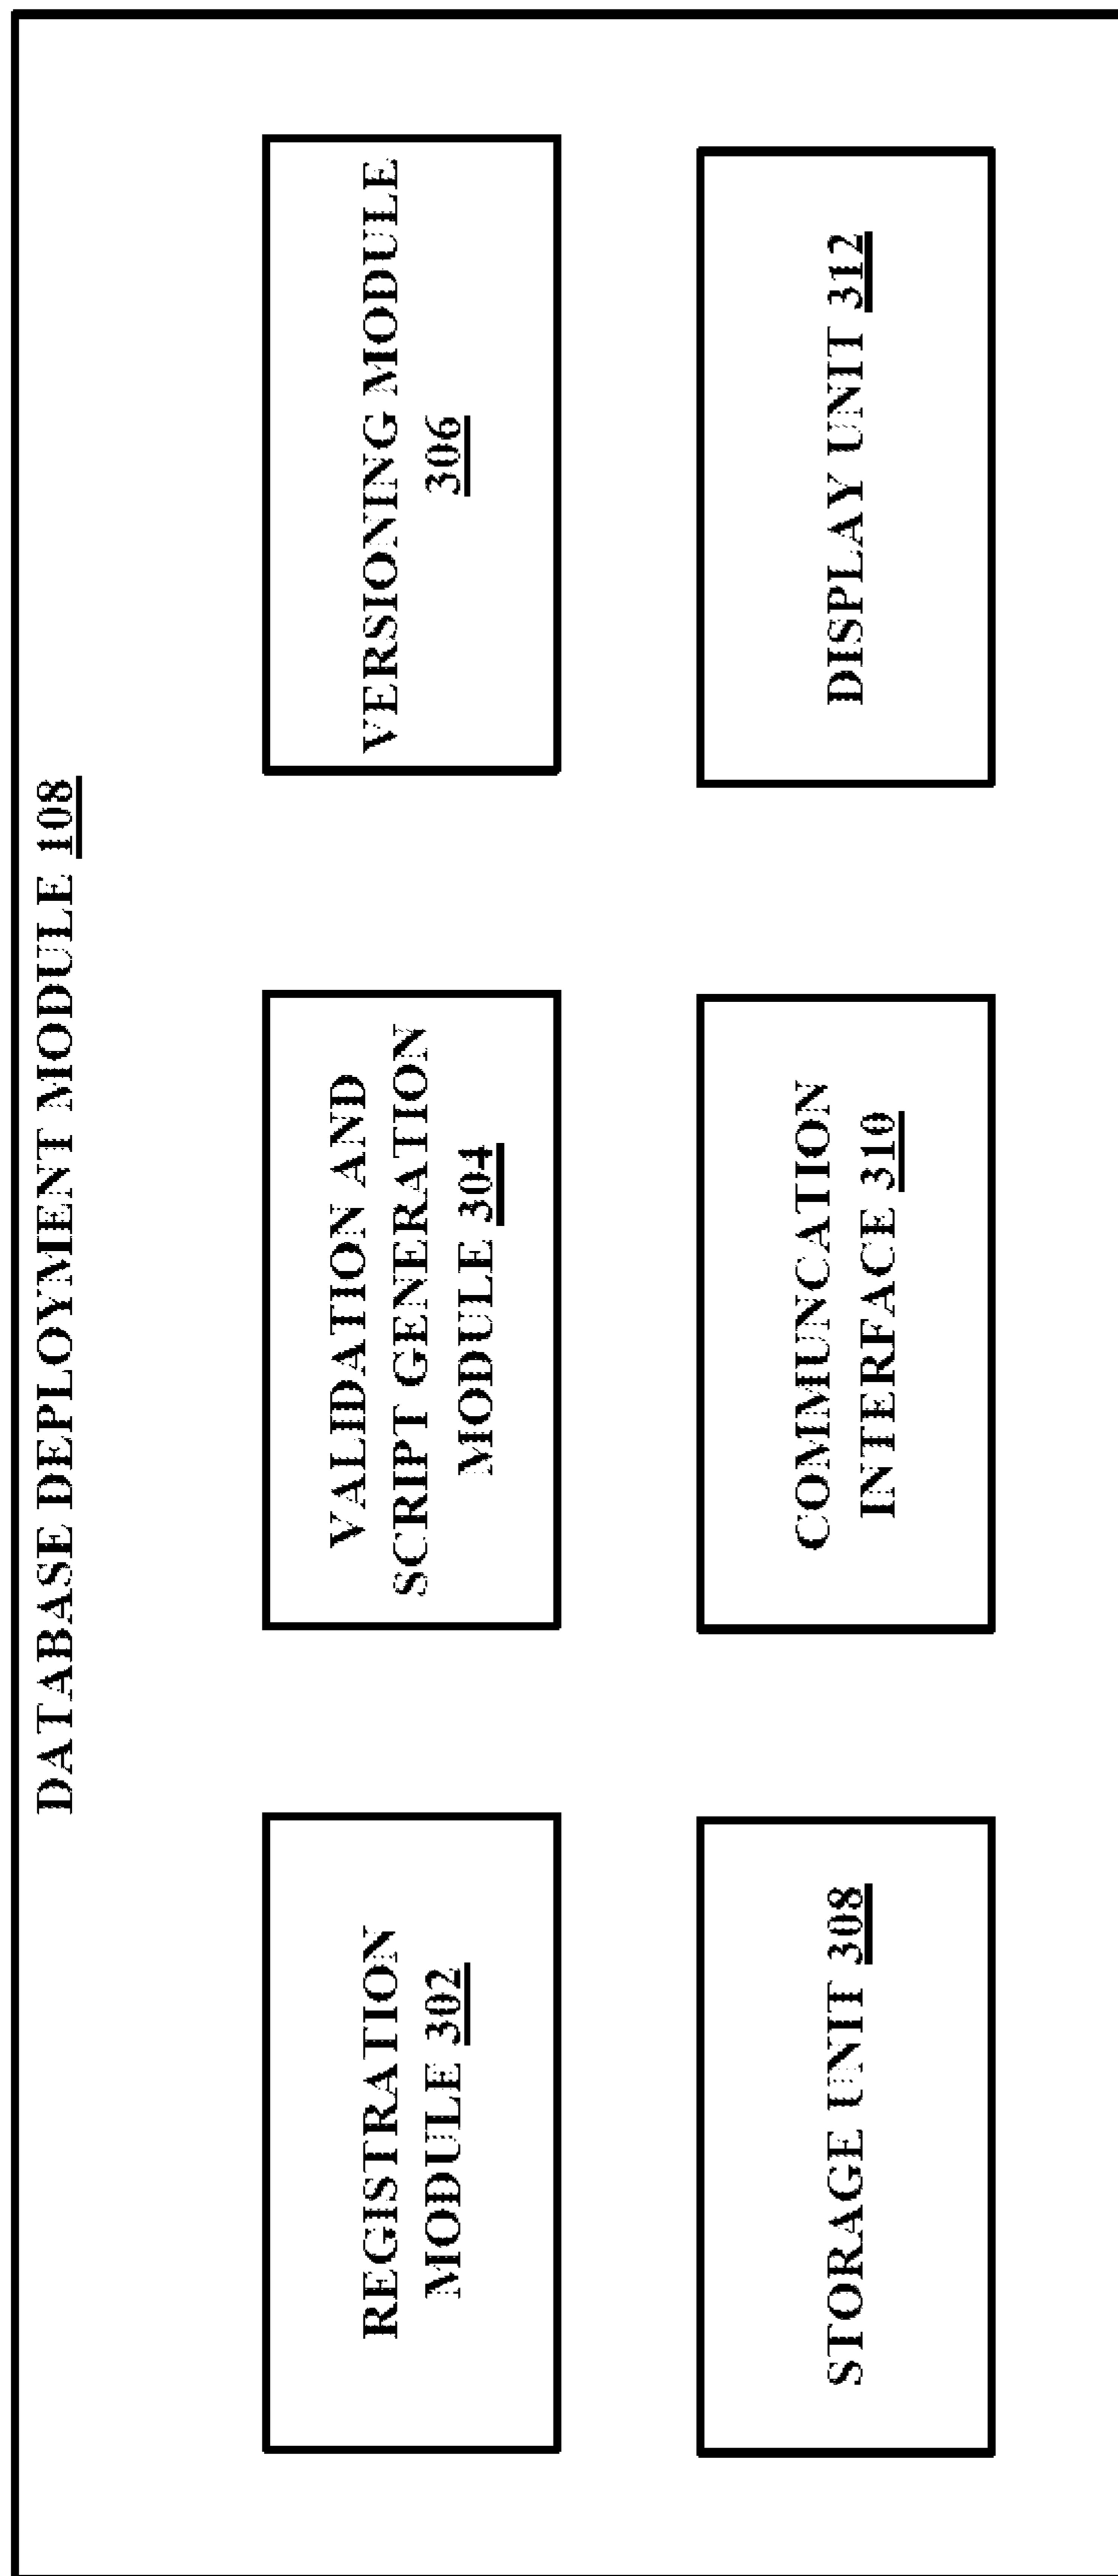 DATABASE DEPLOYMENT MODULE 108
REGISTRATION
MODULE 302
VALIDATION AND
SCRIPT GENERATION
MODULE 304
VERSIONING MODULE
306
STORAGE UNIT 308
COMMUNCATION
INTERFACE 310
DISPLAY UNIT 312